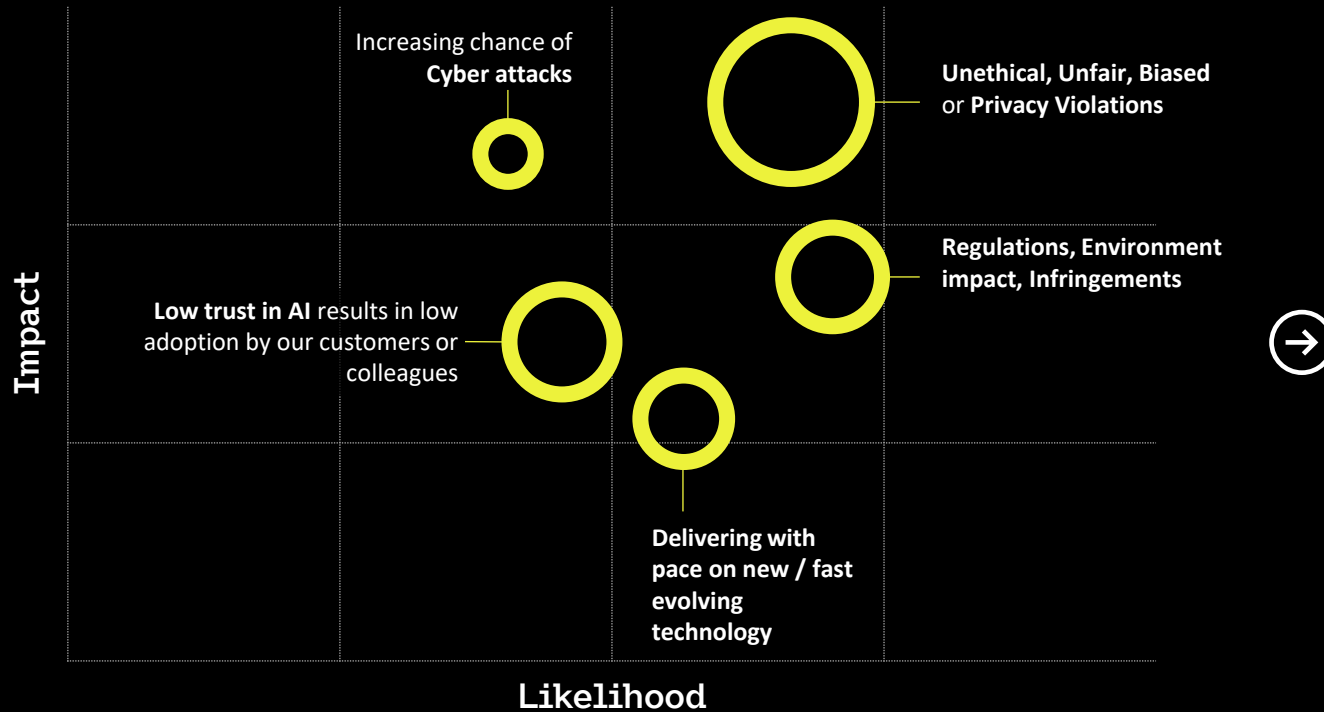 Increasing chance of
Cyber attacks
Unethical, Unfair, Biased
or Privacy Violations
Regulations, Environment
impact, Infringements
Low trust in AI results in low
adoption by our customers or
colleagues
Delivering with
pace on new / fast
evolving
technology
Impact
Likelihood